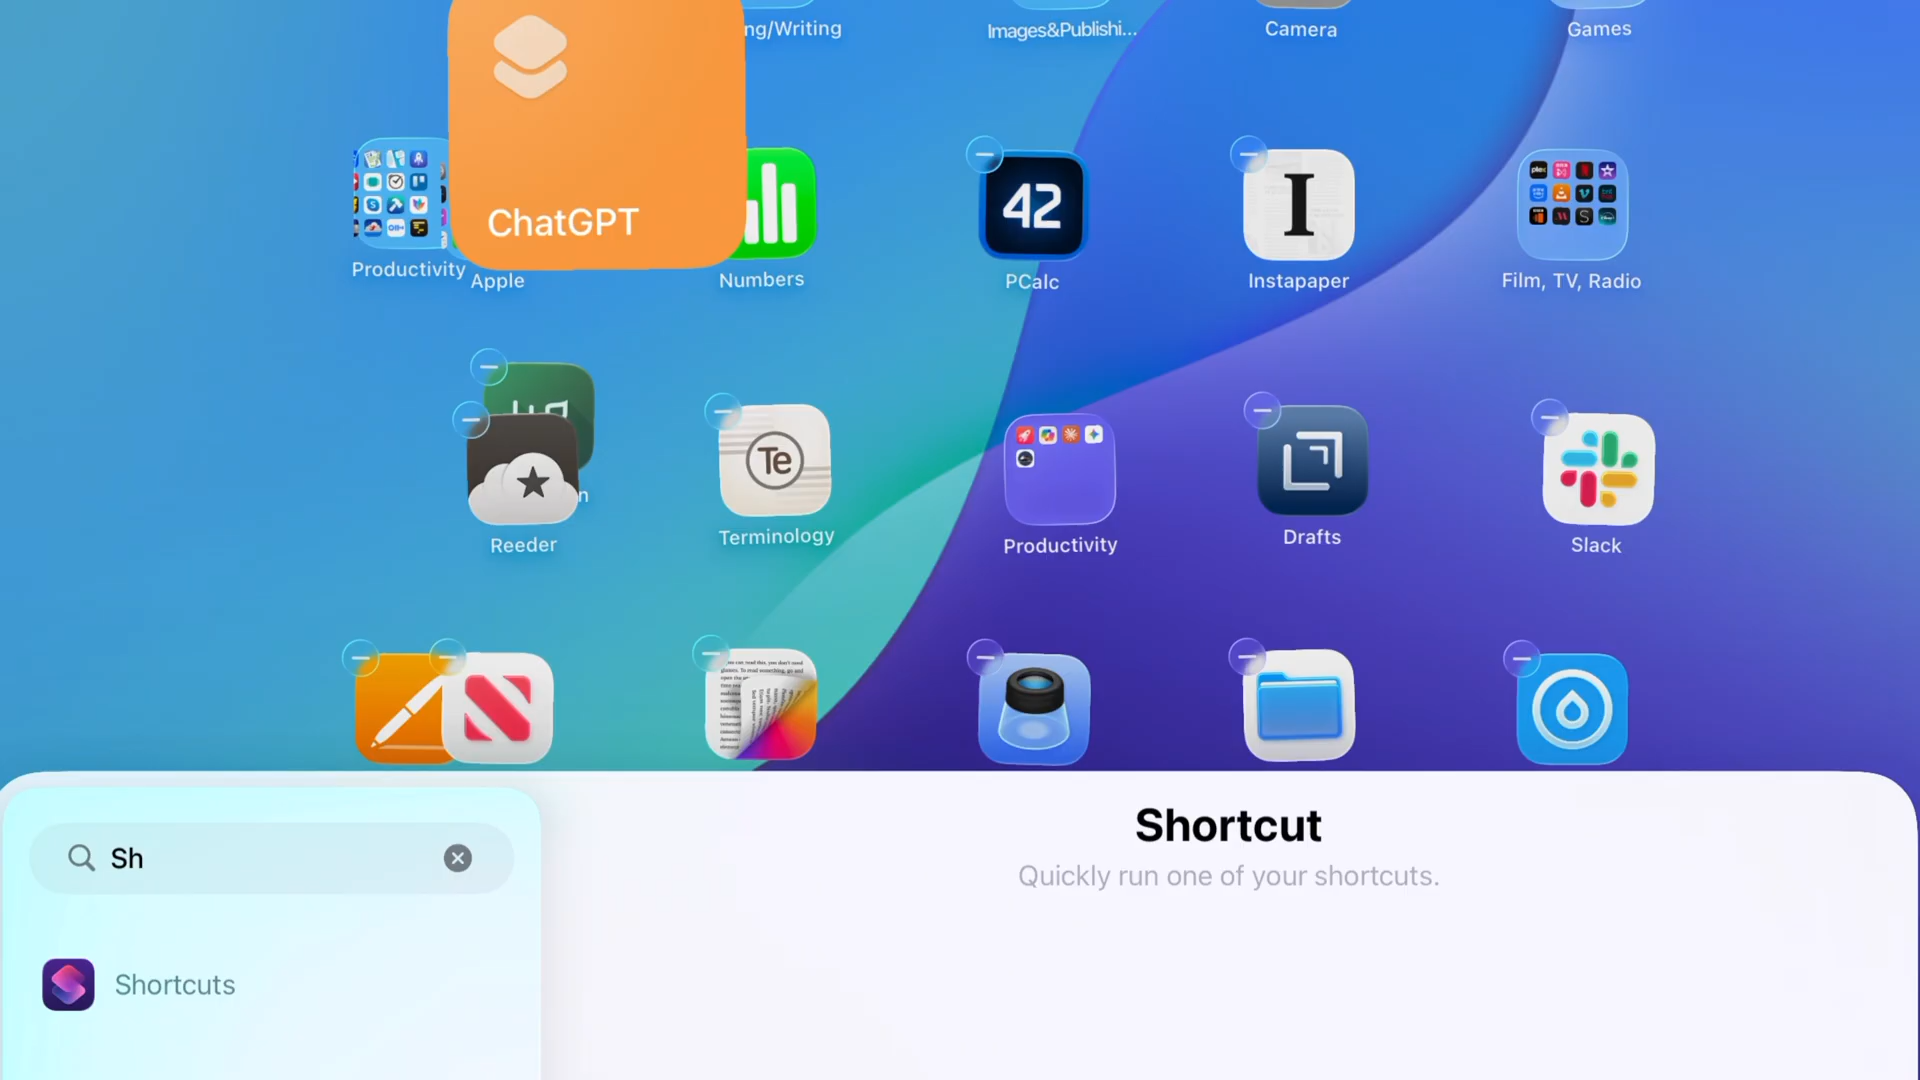 ng/Writing
Images&Publishi...
Camera
Games
ChatGPT
42
I
plex
Productivity
Apple
Numbers
PCalc
Instapaper
Film, TV, Radio
Te
n
Reeder
Terminology
Productivity
Drafts
Slack
Shortcut
Quickly run one of your shortcuts.
Sh
Shortcuts